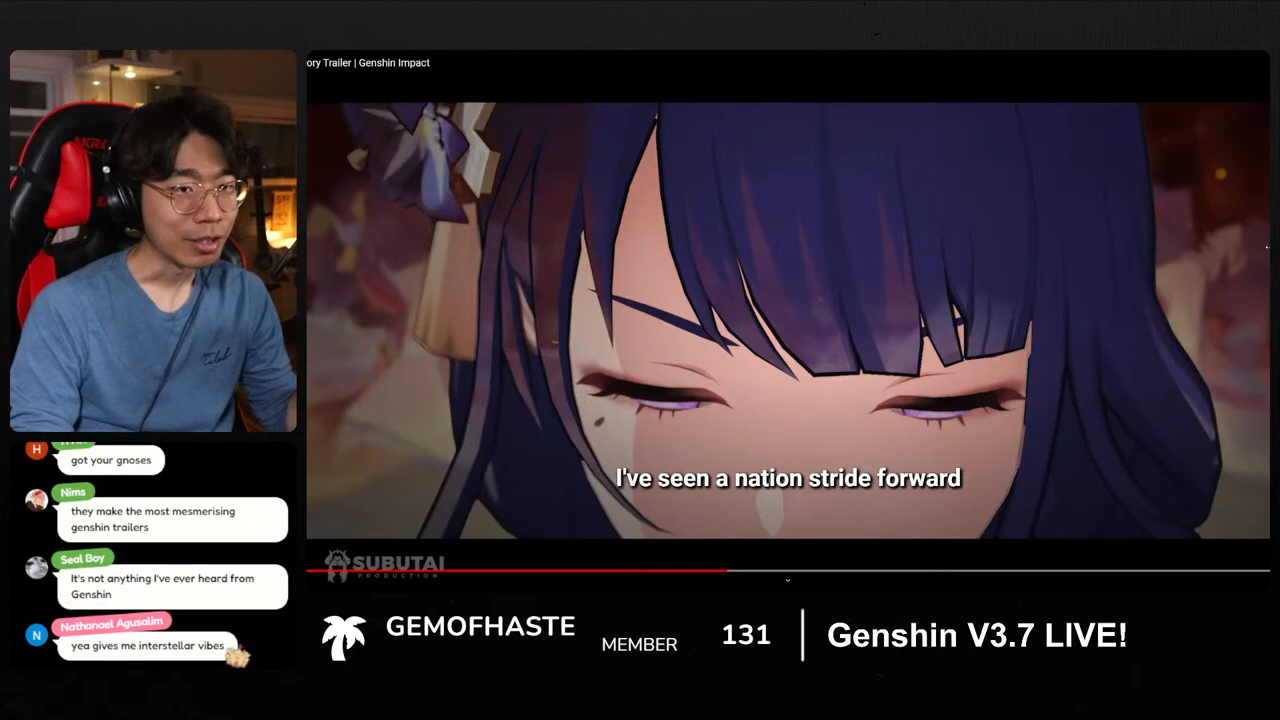 ory Trailer | Genshin Impact
I've seen a nation stride forward
SUBUTAI
PRODUCTION
H
got your gnoses
Nims
they make the most mesmerising
genshin trailers
Seal Boy
It's not anything I've ever heard from
Genshin
N
Nathanael Agusalim
yea gives me interstellar vibes
GEMOFHASTE
MEMBER
131
Genshin V3.7 LIVE!